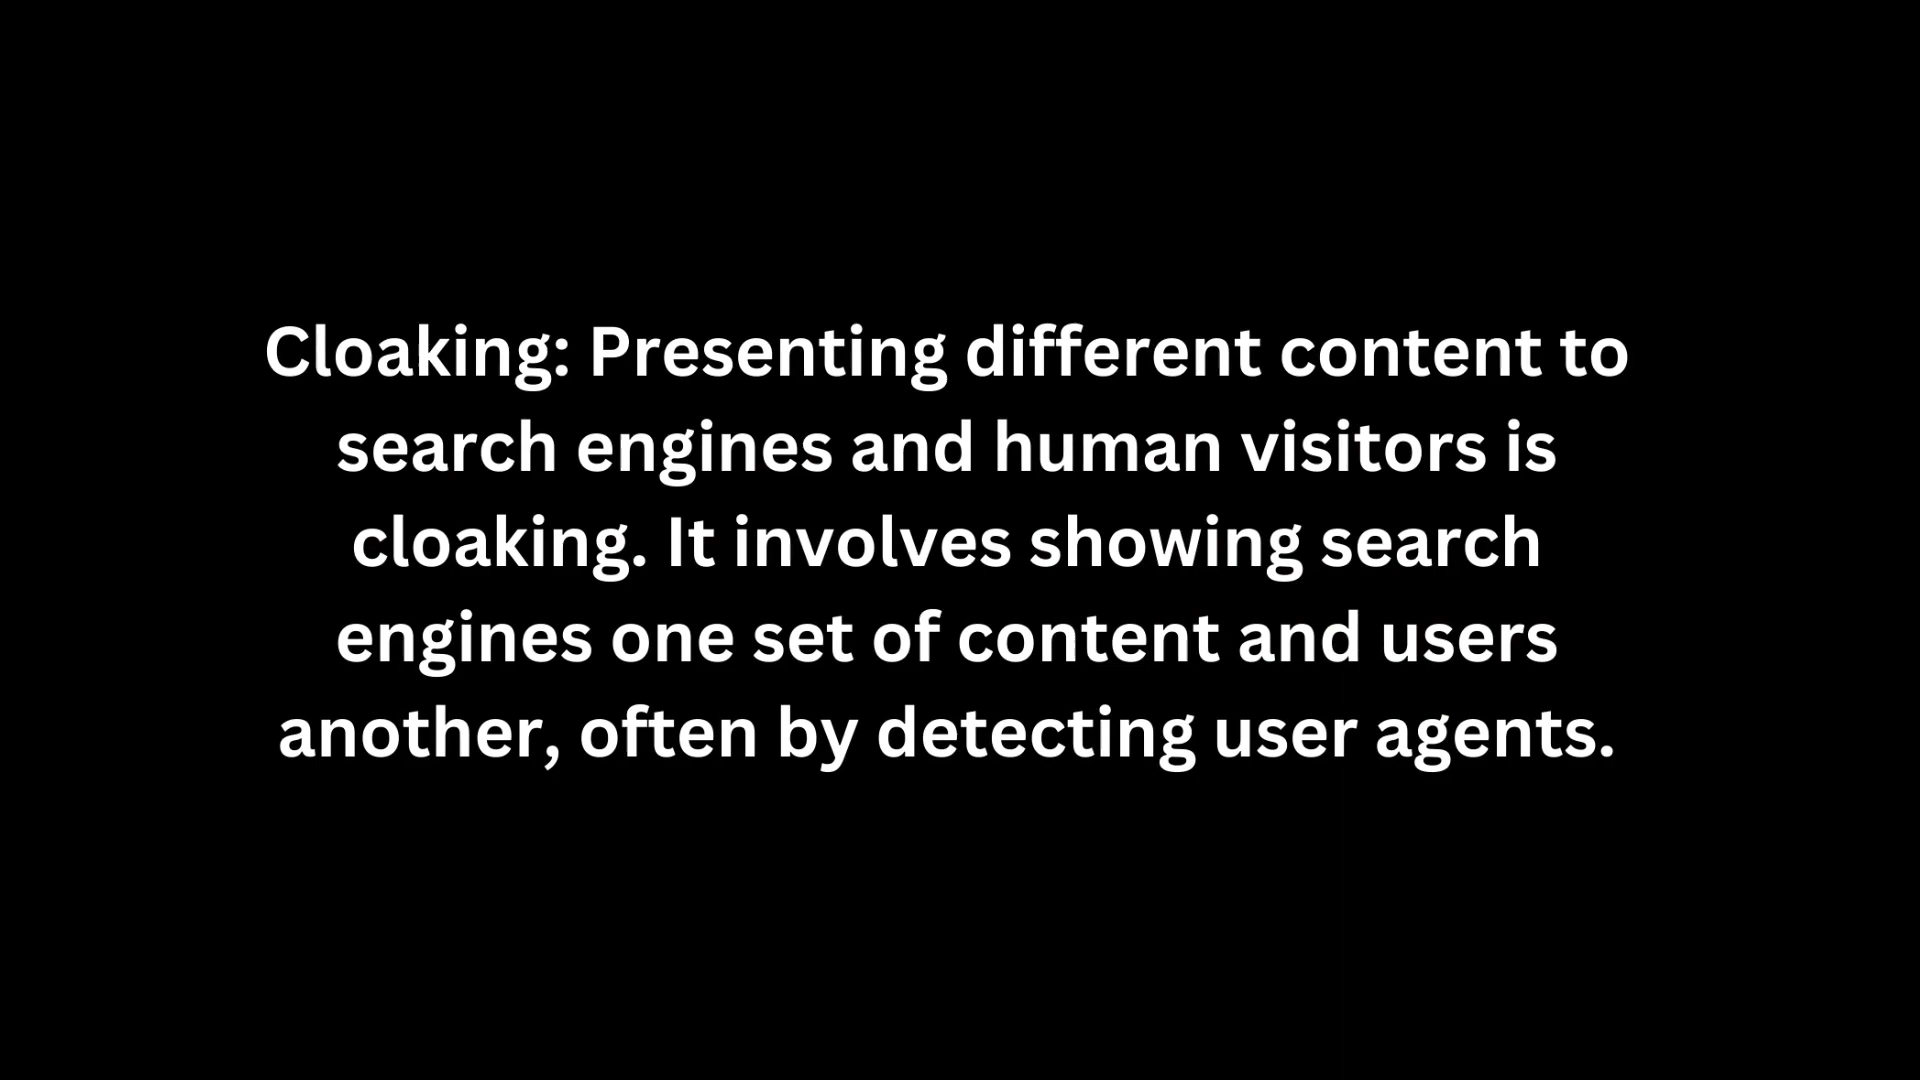 Cloaking: Presenting different content to
search engines and human visitors is
cloaking. It involves showing search
engines one set of content and users
another, often by detecting user agents.